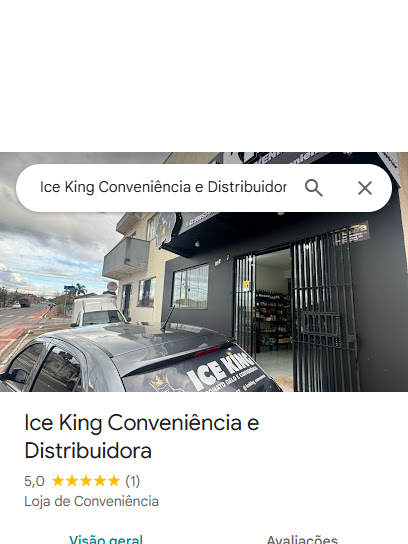 Ice King Conveniência e Distribuidor
ICE KING
Ice King Conveniência e
Distribuidora
5,0 ★★★★★ (1)
Loja de Conveniência
Visão geral
Avaliações